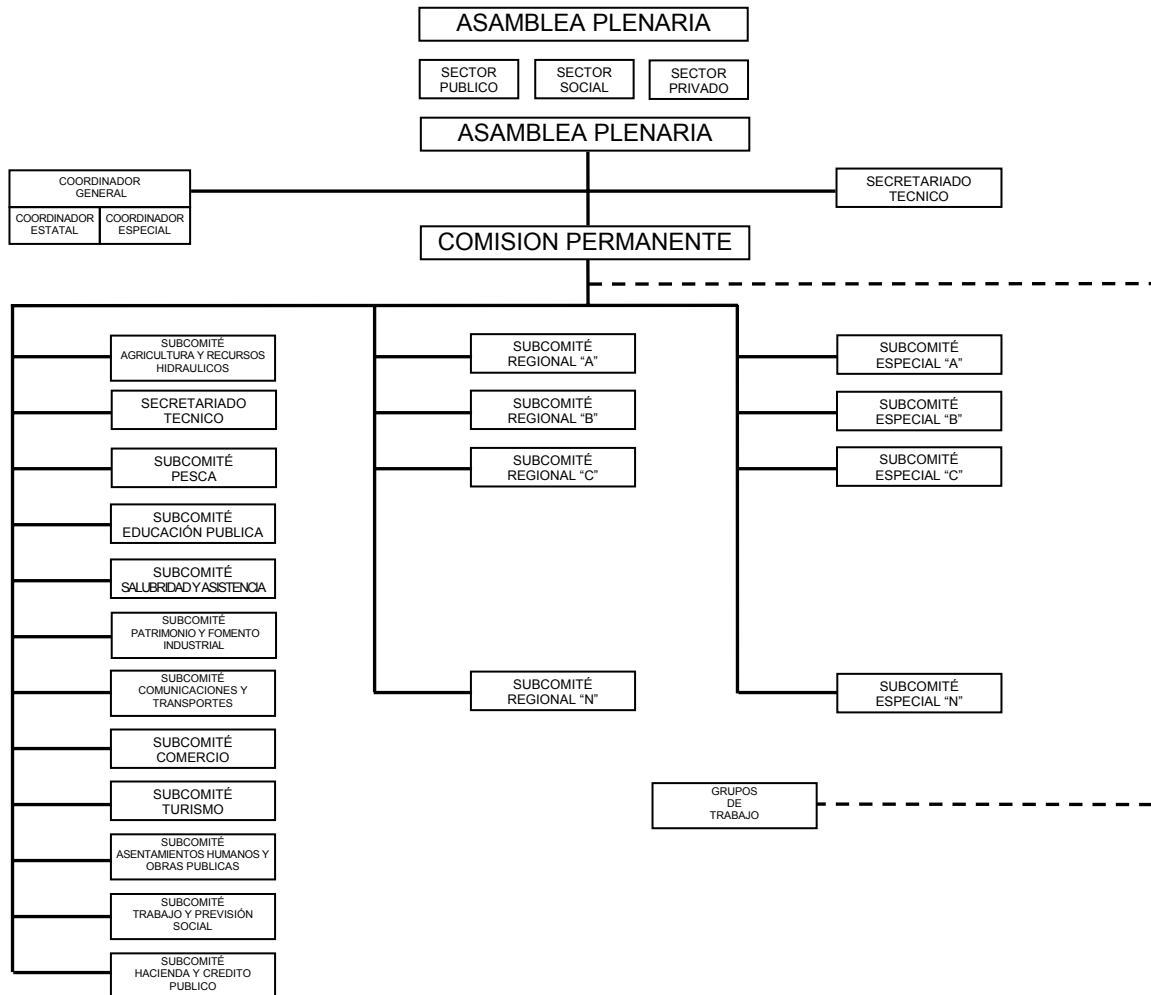 ASAMBLEA PLENARIA
SECTOR
PUBLICO
SECTOR
SOCIAL
SECTOR
PRIVADO
ASAMBLEA PLENARIA
COORDINADOR
GENERAL
COORDINADOR
ESTATAL
COORDINADOR
ESPECIAL
SECRETARIADO
TECNICO
COMISION PERMANENTE
SUBCOMITÉ
AGRICULTURA Y RECURSOS
HIDRAULICOS
SECRETARIADO
TECNICO
SUBCOMITÉ
PESCA
SUBCOMITÉ
EDUCACIÓN PUBLICA
SUBCOMITÉ
SALUBRIDAD Y ASISTENCIA
SUBCOMITÉ
PATRIMONIO Y FOMENTO
INDUSTRIAL
SUBCOMITÉ
COMUNICACIONES Y
TRANSPORTES
SUBCOMITÉ
COMERCIO
SUBCOMITÉ
TURISMO
SUBCOMITÉ
ASENTAMIENTOS HUMANOS Y
OBRAS PUBLICAS
SUBCOMITÉ
TRABAJO Y PREVISIÓN
SOCIAL
SUBCOMITÉ
HACIENDA Y CREDITO
PUBLICO
SUBCOMITÉ
REGIONAL “A”
SUBCOMITÉ
REGIONAL “B”
SUBCOMITÉ
REGIONAL “C”
SUBCOMITÉ
REGIONAL “N”
SUBCOMITÉ
ESPECIAL “A”
SUBCOMITÉ
ESPECIAL “B”
SUBCOMITÉ
ESPECIAL “C”
SUBCOMITÉ
ESPECIAL “N”
GRUPOS
DE
TRABAJO